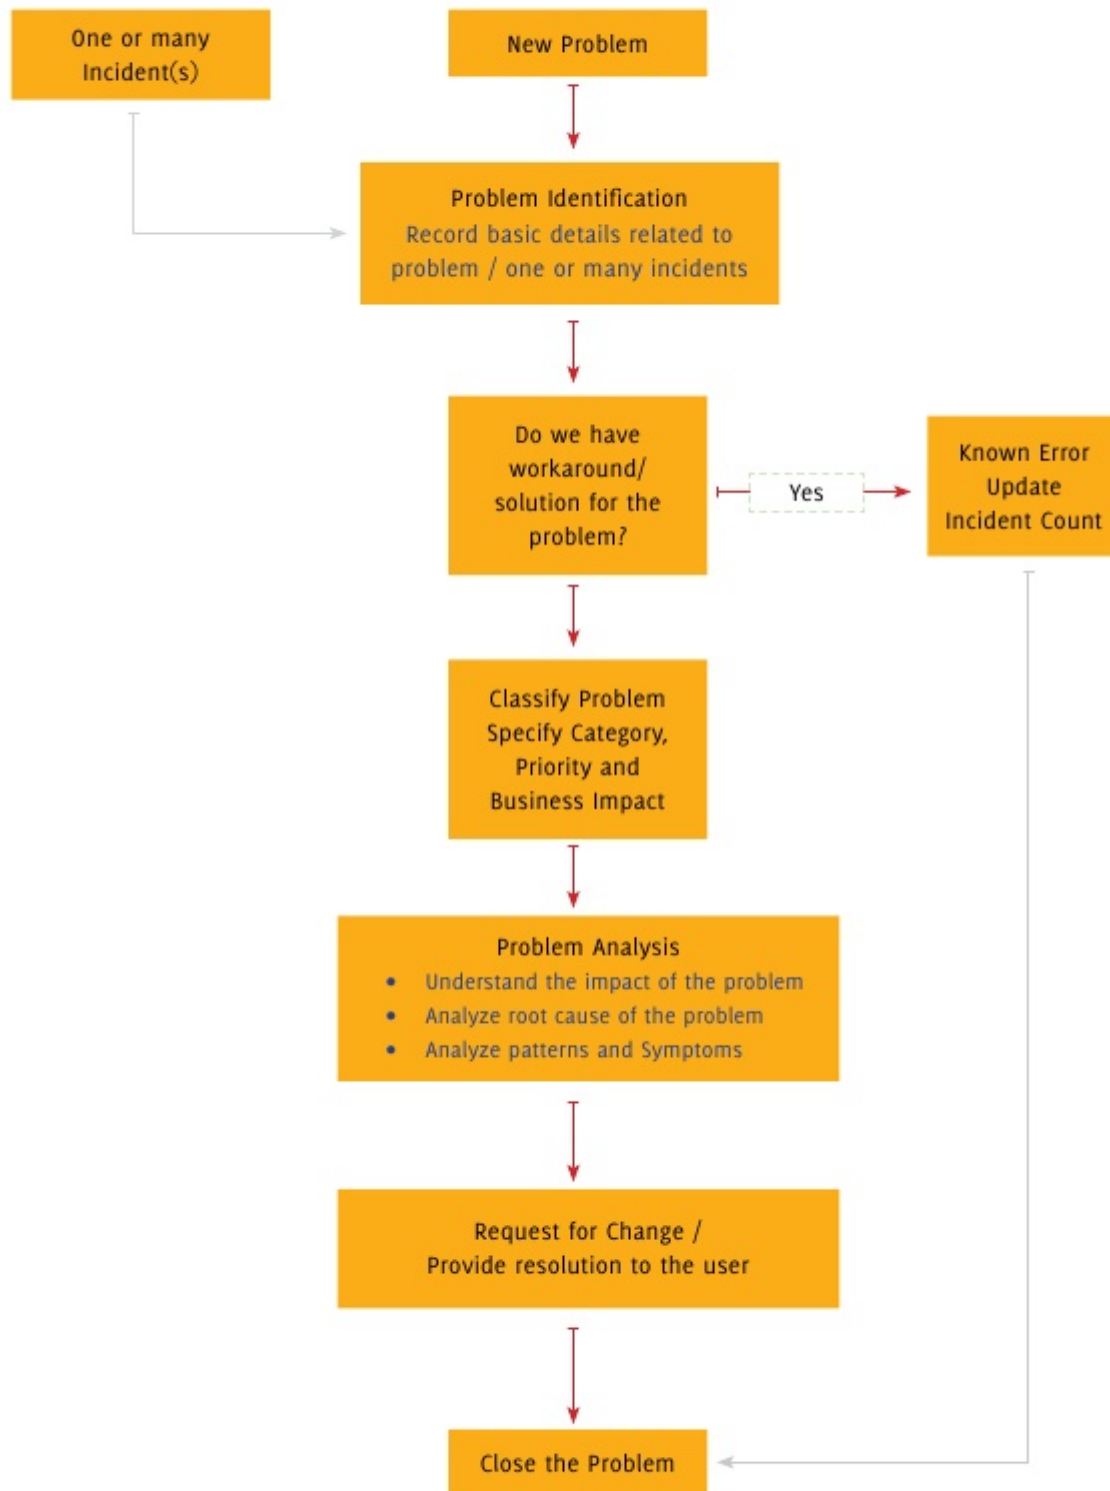 One or many
Incident(s)
New Problem
Problem Identification
Record basic details related to
problem / one or many incidents
Do we have
workaround/
solution for the
problem?
Yes
Known Error
Update
Incident Count
Classify Problem
Specify Category,
Priority and
Business Impact
Problem Analysis
• Understand the impact of the problem
• Analyze root cause of the problem
• Analyze patterns and Symptoms
Request for Change /
Provide resolution to the user
Close the Problem